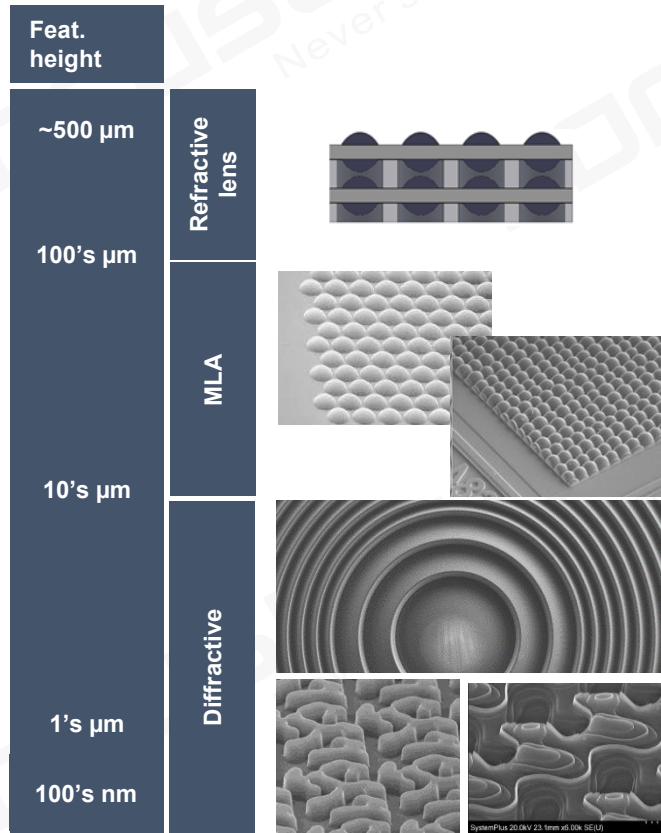 Feat.
height
~500 µm
Refractive
lens
100's µm
MLA
10's µm
Diffractive
1's µm
100's nm
SystemPlus 20.0kV 23.1mm x6.00k SE(U)